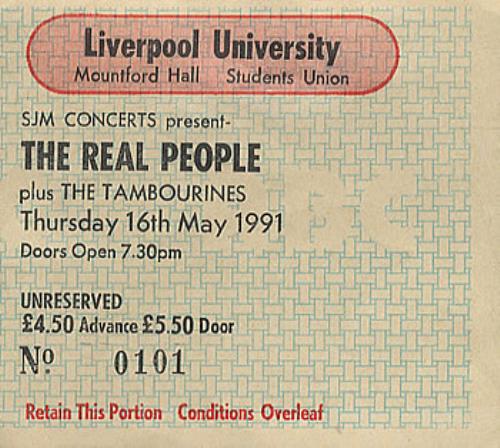 Liverpool University
Mountford Hall Students Union
SJM CONCERTS present-
THE REAL PEOPLE
plus THE TAMBOURINES
Thursday 16th May 1991
Doors Open 7.30pm
UNRESERVED
£4.50 Advance £5.50 Door
Nº 0101
Retain This Portion Conditions Overleaf